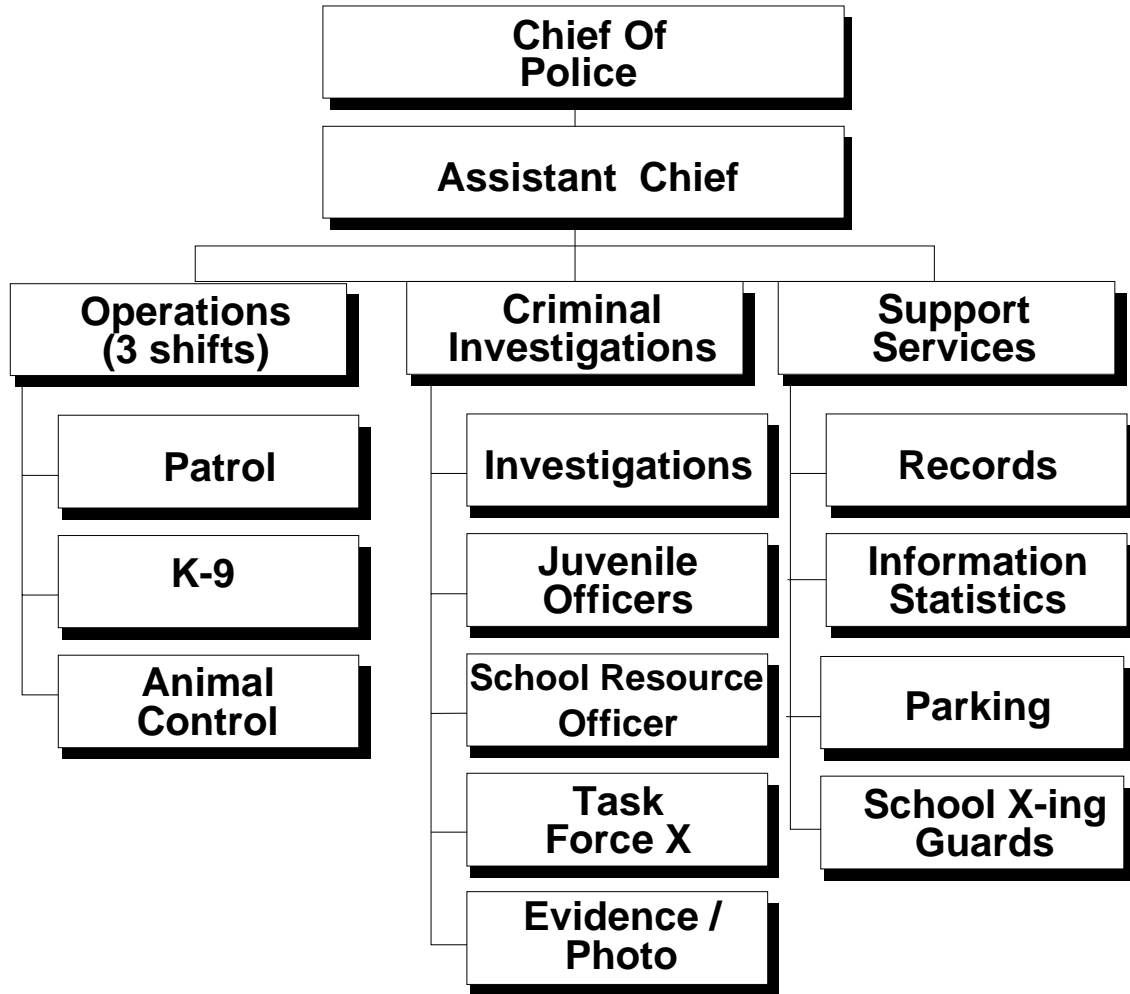 Chief Of
Police
Assistant Chief
Operations
(3 shifts)
Patrol
K-9
Animal
Control
Criminal
Investigations
Investigations
Juvenile
Officers
School Resource
Officer
Task
Force X
Evidence /
Photo
Support
Services
Records
Information
Statistics
Parking
School X-ing
Guards